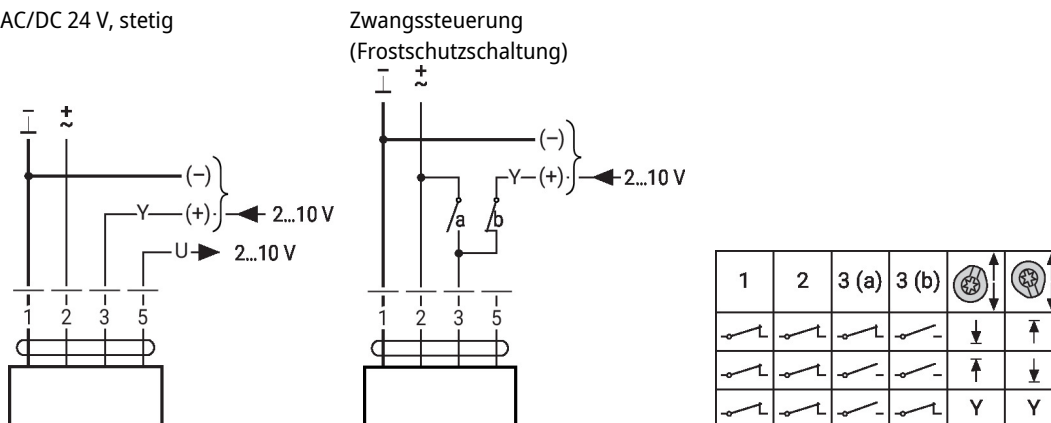 AC/DC 24 V, stetig
− + ~
(−)
Y (+) 2...10 V
U 2...10 V
1 2 3 5
Zwangssteuerung
(Frostschutzschaltung)
− + ~
(−)
Y (+) 2...10 V
a b
1 2 3 5
1 2 3 (a) 3 (b)
Y Y